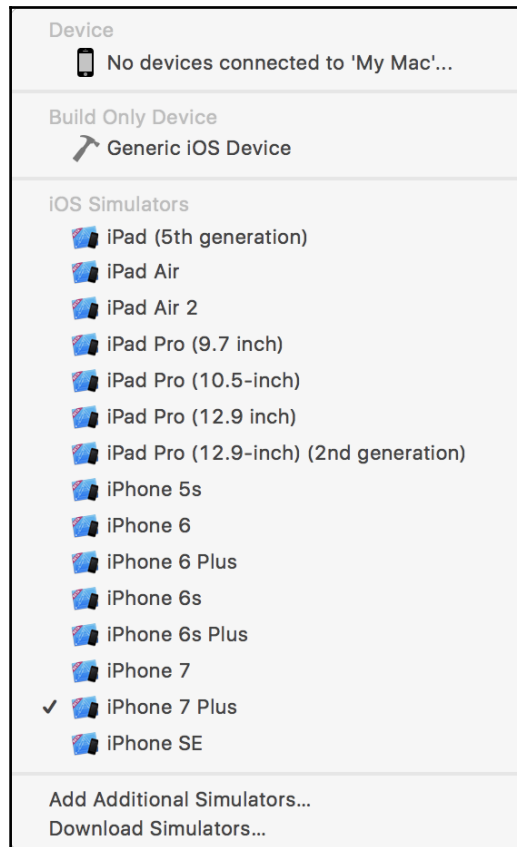 Device
No devices connected to 'My Mac'...
Build Only Device
Generic iOS Device
iOS Simulators
iPad (5th generation)
iPad Air
iPad Air 2
iPad Pro (9.7 inch)
iPad Pro (10.5-inch)
iPad Pro (12.9 inch)
iPad Pro (12.9-inch) (2nd generation)
iPhone 5s
iPhone 6
iPhone 6 Plus
iPhone 6s
iPhone 6s Plus
iPhone 7
iPhone 7 Plus
iPhone SE
Add Additional Simulators...
Download Simulators...